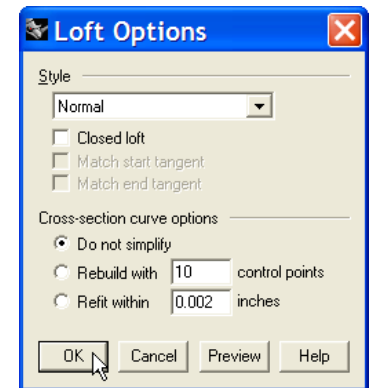 Loft Options
Style
Normal
Closed loft
Match start tangent
Match end tangent
Cross-section curve options
Do not simplify
Rebuild with 10 control points
Refit within 0.002 inches
OK Cancel Preview Help